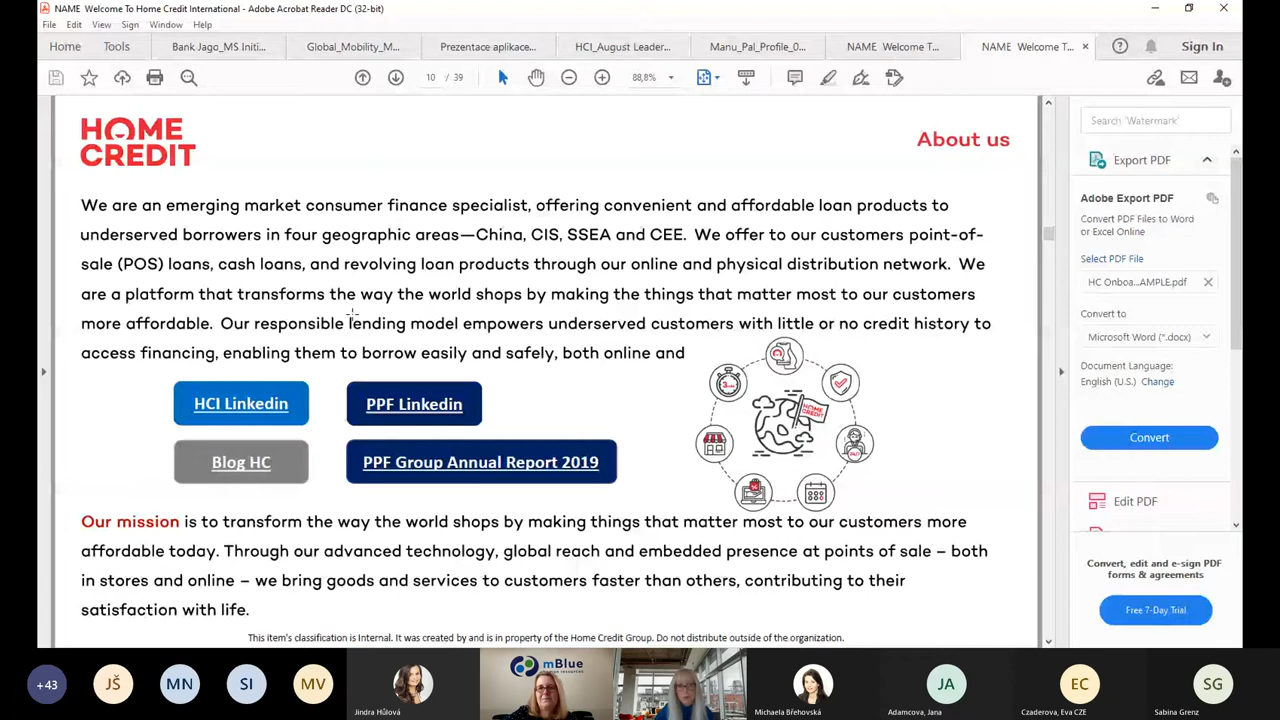 NAME Welcome To Home Credit International - Adobe Acrobat Reader DC (32-bit)
File Edit View Sign Window Help
Home Tools Bank Jago_MS Initi... Global_Mobility_M... Prezentace aplikace... HCI_August Leader... Manu_Pal_Profile_0... NAME Welcome T... NAME Welcome T... Sign In
10 / 39 88,8%
HOME
CREDIT
About us
We are an emerging market consumer finance specialist, offering convenient and affordable loan products to
underserved borrowers in four geographic areas—China, CIS, SSEA and CEE. We offer to our customers point-of-
sale (POS) loans, cash loans, and revolving loan products through our online and physical distribution network. We
are a platform that transforms the way the world shops by making the things that matter most to our customers
more affordable. Our responsible lending model empowers underserved customers with little or no credit history to
access financing, enabling them to borrow easily and safely, both online and
HCI Linkedin
PPF Linkedin
Blog HC
PPF Group Annual Report 2019
HOME
CREDIT
24/7
Our mission is to transform the way the world shops by making things that matter most to our customers more
affordable today. Through our advanced technology, global reach and embedded presence at points of sale – both
in stores and online – we bring goods and services to customers faster than others, contributing to their
satisfaction with life.
This item's classification is Internal. It was created by and is in property of the Home Credit Group. Do not distribute outside of the organization.
Search 'Watermark'
Export PDF
Adobe Export PDF
Convert PDF Files to Word
or Excel Online
Select PDF File
HC Onboa...AMPLE.pdf
Convert to
Microsoft Word (*.docx)
Document Language:
English (U.S.) Change
Convert
Edit PDF
Convert, edit and e-sign PDF
forms & agreements
Free 7-Day Trial
+43
JŠ
MN
SI
MV
Jindra Hůlová
mBlue
Michaela Břehovská
JA
Adamcova, Jana
EC
Czaderova, Eva CZE
SG
Sabina Grenz